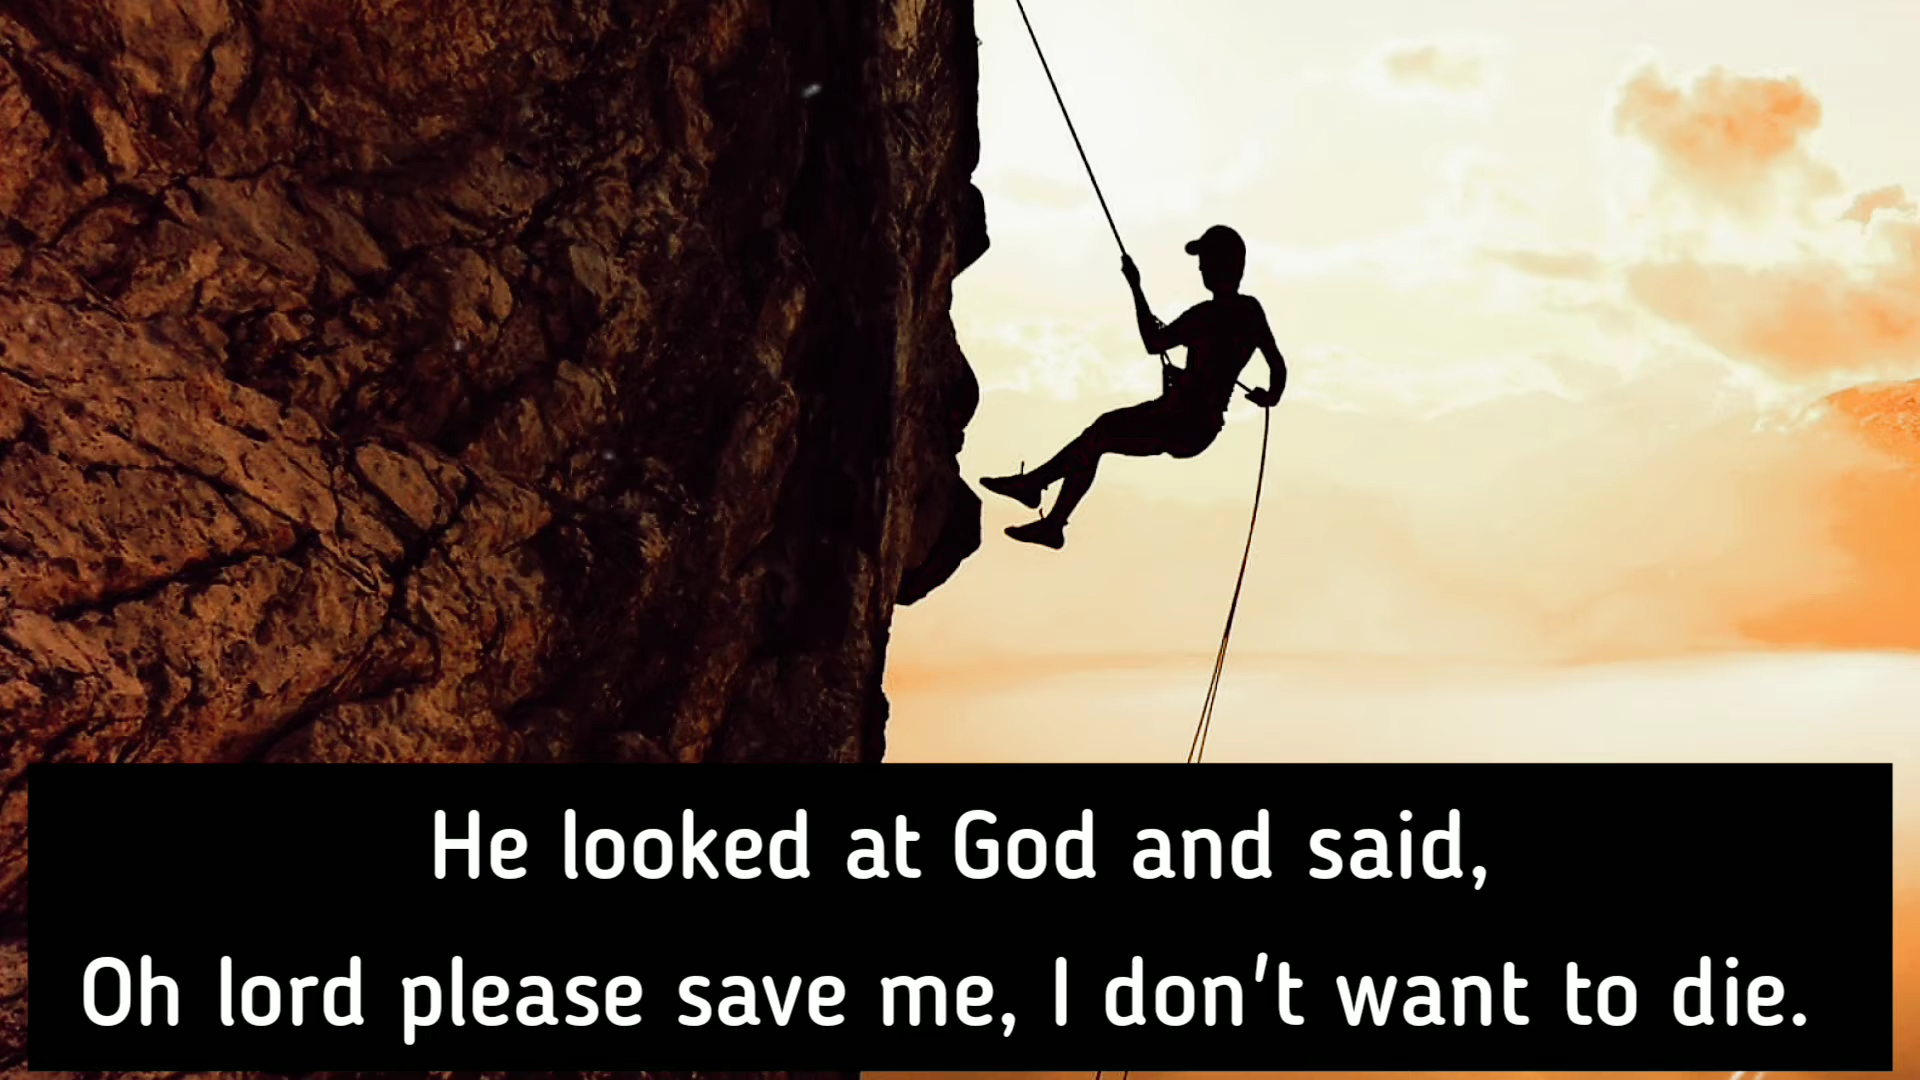 He looked at God and said,
Oh lord please save me, I don't want to die.